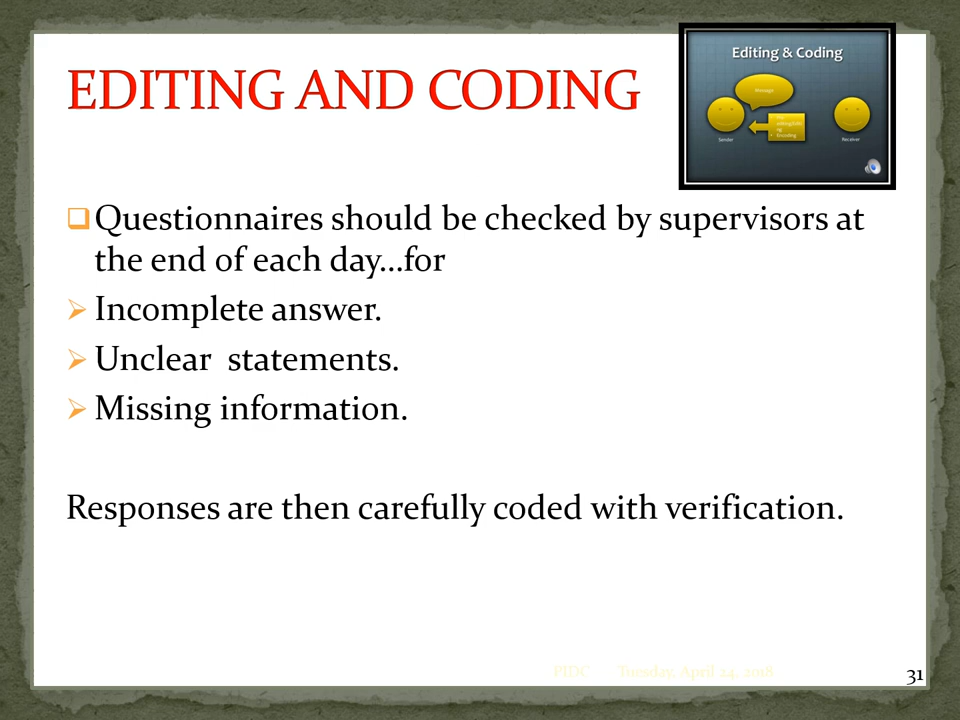 EDITING AND CODING
Editing & Coding
Message
Sender
Encoding
Receiver
Questionnaires should be checked by supervisors at
the end of each day...for
Incomplete answer.
Unclear statements.
Missing information.
Responses are then carefully coded with verification.
PIDC Tuesday, April 24, 2018
31